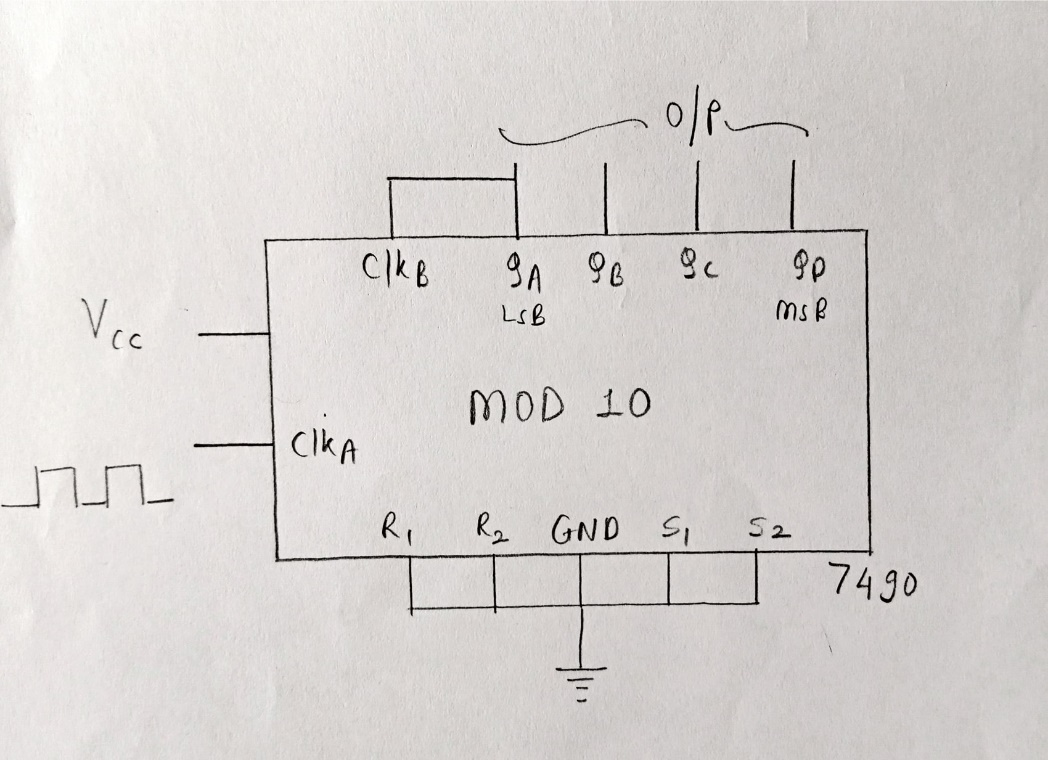 O/P
ClkB QA QB QC QD
LSB MSB
Vcc
MOD 10
ClkA
R1 R2 GND S1 S2
7490